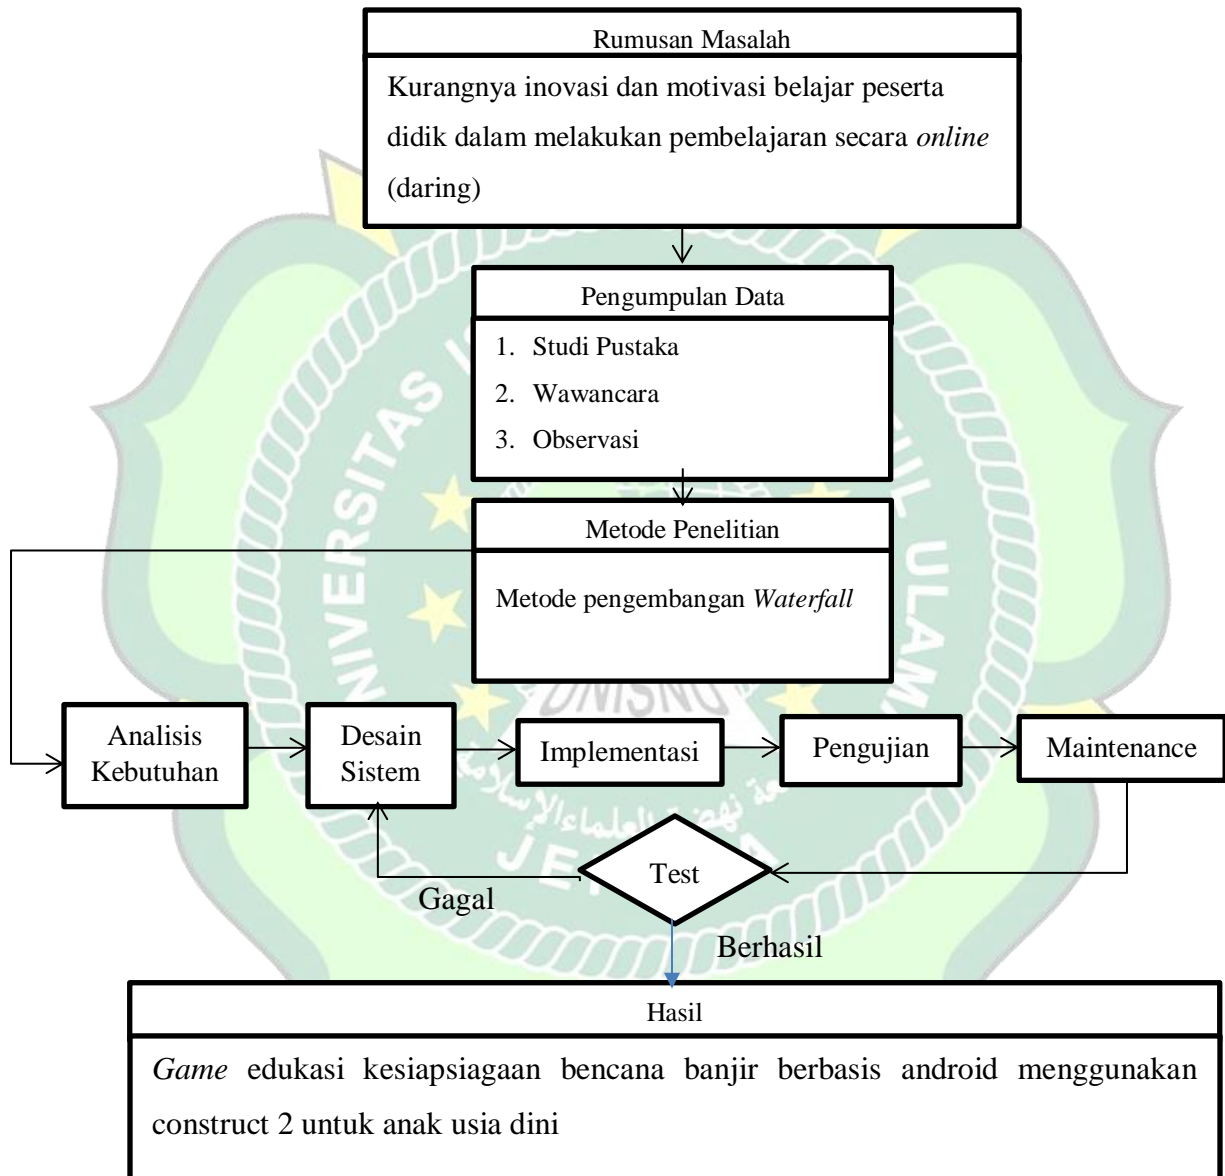 Rumusan Masalah
Kurangnya inovasi dan motivasi belajar peserta
didik dalam melakukan pembelajaran secara online
(daring)
Pengumpulan Data
1. Studi Pustaka
2. Wawancara
3. Observasi
Metode Penelitian
Metode pengembangan Waterfall
Analisis
Kebutuhan
Desain
Sistem
Implementasi
Pengujian
Maintenance
Test
Gagal
Berhasil
Hasil
Game edukasi kesiapsiagaan bencana banjir berbasis android menggunakan
construct 2 untuk anak usia dini
UNISNU